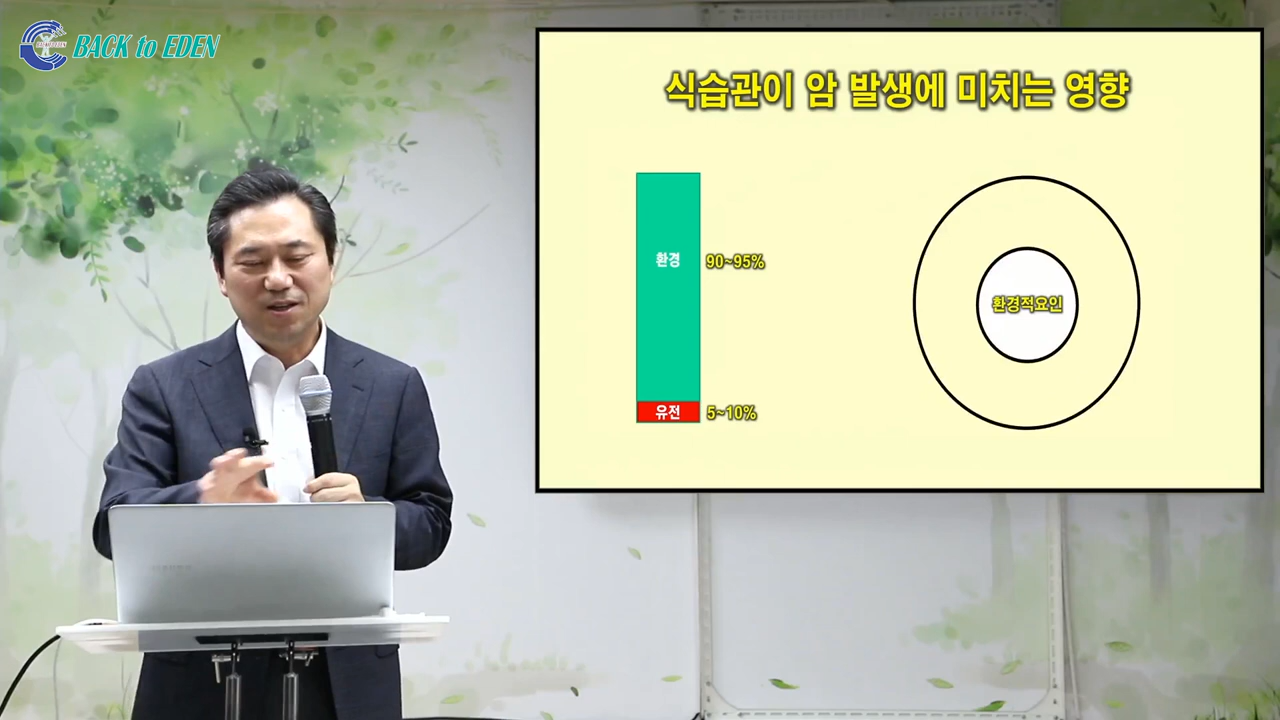 BACK to EDEN
식습관이 암 발생에 미치는 영향
환경 90~95%
유전 5~10%
환경적요인